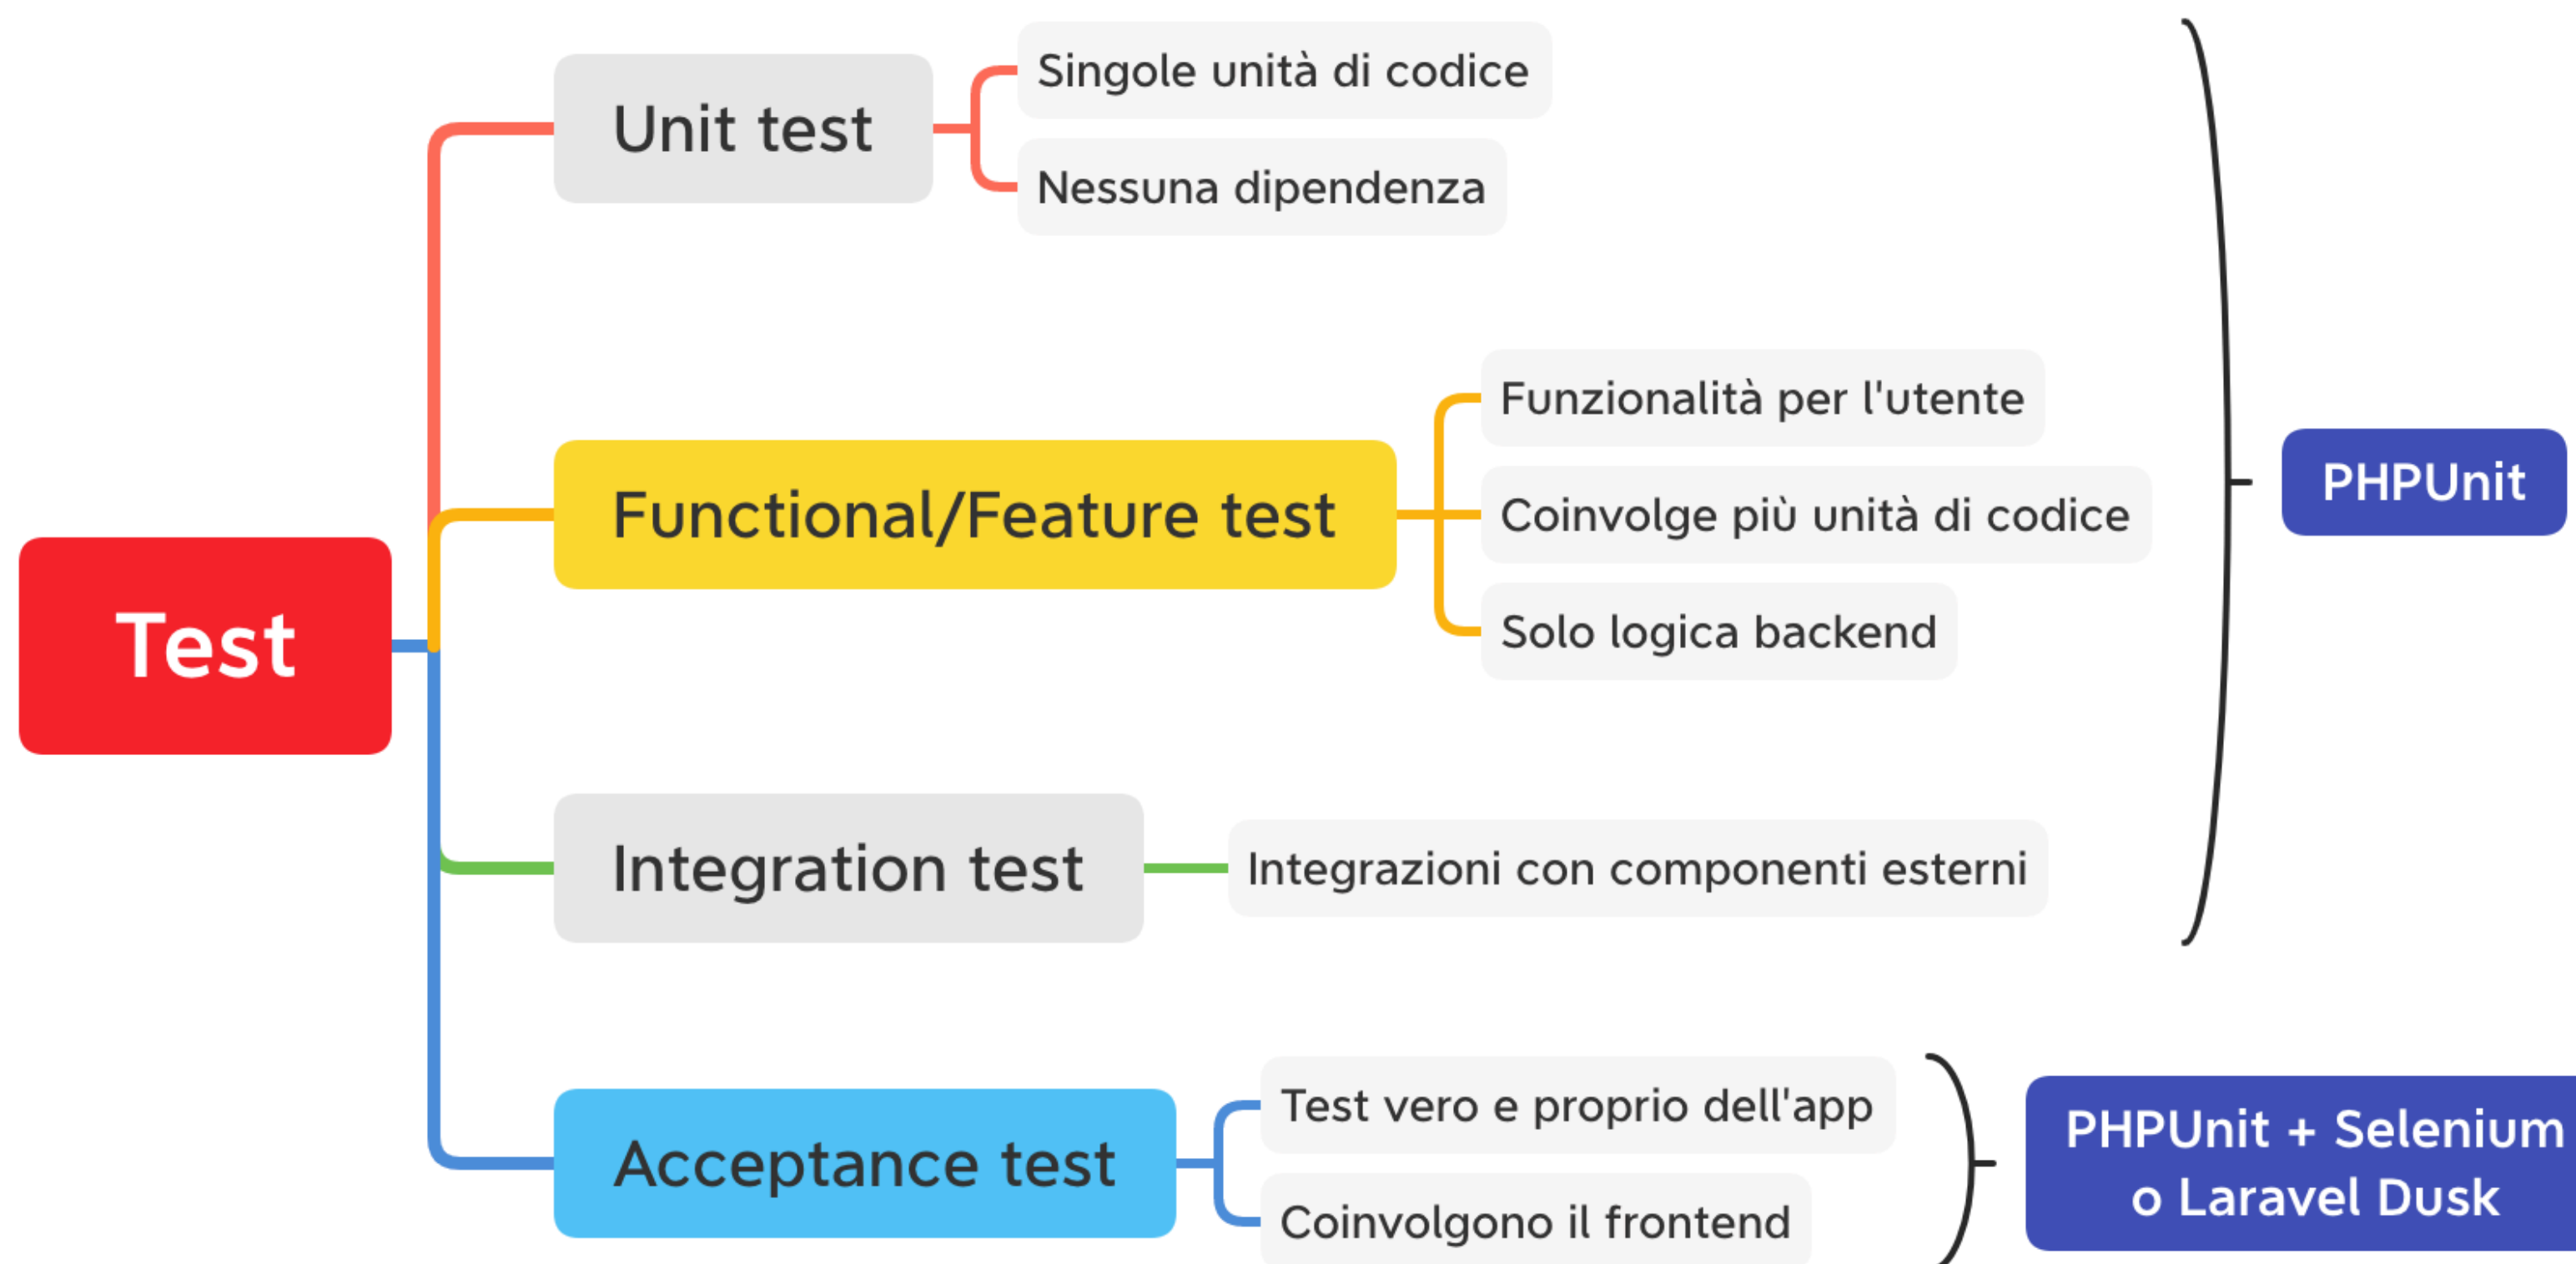 Test
Unit test
Singole unità di codice
Nessuna dipendenza
Functional/Feature test
Funzionalità per l'utente
Coinvolge più unità di codice
Solo logica backend
Integration test
Integrazioni con componenti esterni
PHPUnit
Acceptance test
Test vero e proprio dell'app
Coinvolgono il frontend
PHPUnit + Selenium
o Laravel Dusk